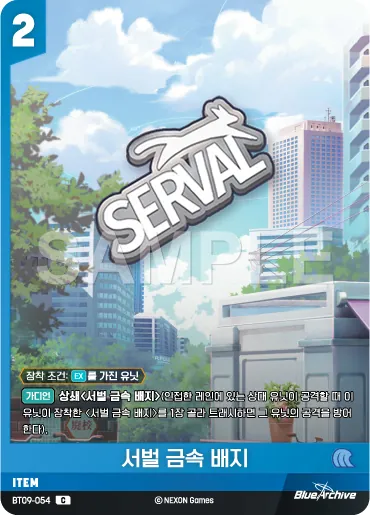 2
SERVAL
SAMPLE
장착 조건: EX 를 가진 유닛
가디언 상쇄<서벌 금속 배지>(인접한 레인에 있는 상대 유닛이 공격할 때 이
유닛이 장착한 <서벌 금속 배지>를 1장 골라 트래시하면 그 유닛의 공격을 방어
한다).
서벌 금속 배지
ITEM
BT09-054 C © NEXON Games BlueArchive